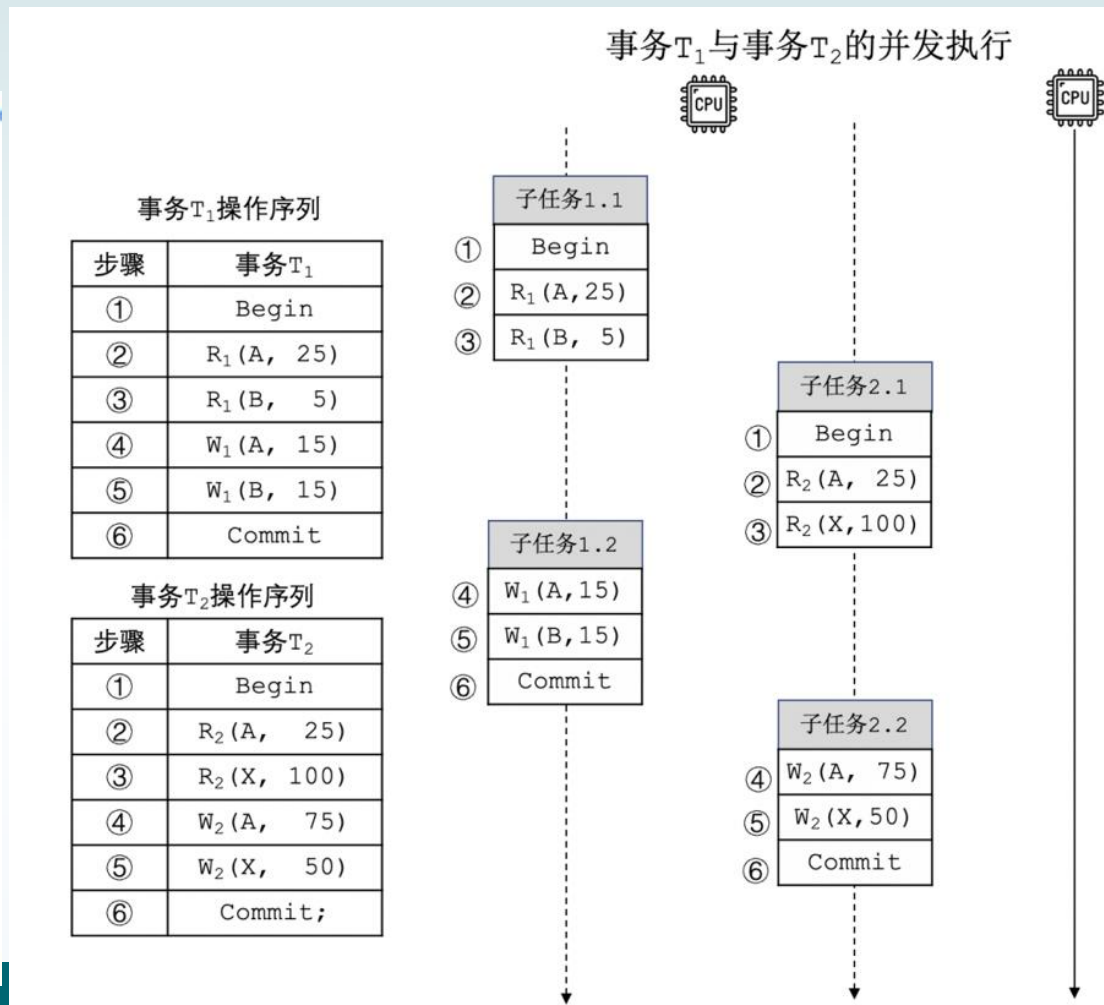 事务T₁与事务T₂的并发执行
CPU
CPU
事务T₁操作序列
步骤 事务T₁
① Begin
② R₁(A, 25)
③ R₁(B, 5)
④ W₁(A, 15)
⑤ W₁(B, 15)
⑥ Commit
事务T₂操作序列
步骤 事务T₂
① Begin
② R₂(A, 25)
③ R₂(X, 100)
④ W₂(A, 75)
⑤ W₂(X, 50)
⑥ Commit;
子任务1.1
① Begin
② R₁(A,25)
③ R₁(B, 5)
子任务2.1
① Begin
② R₂(A, 25)
③ R₂(X,100)
子任务1.2
④ W₁(A,15)
⑤ W₁(B,15)
⑥ Commit
子任务2.2
④ W₂(A, 75)
⑤ W₂(X,50)
⑥ Commit